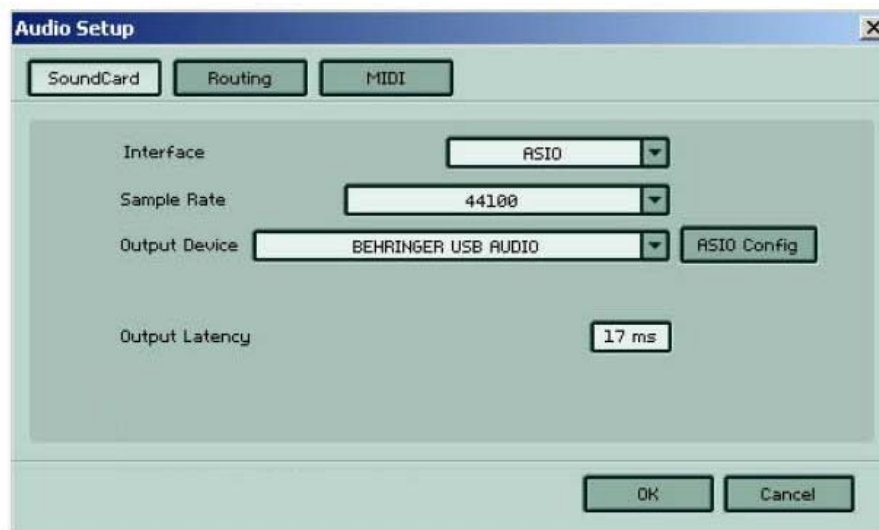 Audio Setup
SoundCard Routing MIDI
Interface ASIO
Sample Rate 44100
Output Device BEHRINGER USB AUDIO ASIO Config
Output Latency 17 ms
OK Cancel